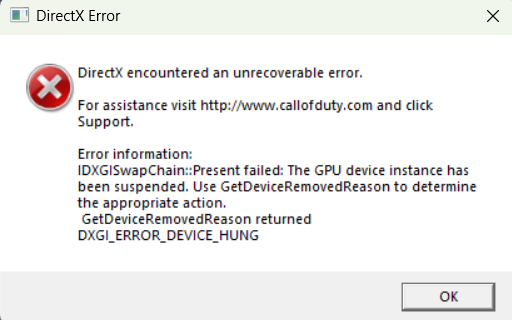 DirectX Error
DirectX encountered an unrecoverable error.
For assistance visit http://www.callofduty.com and click
Support.
Error information:
IDXGISwapChain::Present failed: The GPU device instance has
been suspended. Use GetDeviceRemovedReason to determine
the appropriate action.
GetDeviceRemovedReason returned
DXGI_ERROR_DEVICE_HUNG
OK